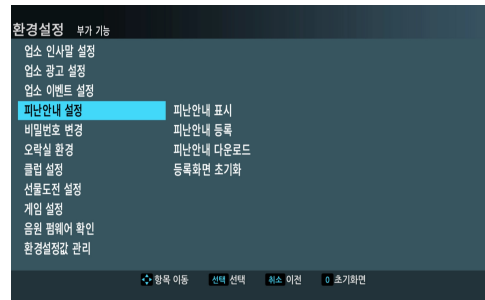 환경설정 부가 기능
업소 인사말 설정
업소 광고 설정
업소 이벤트 설정
피난안내 설정 피난안내 표시
비밀번호 변경 피난안내 등록
오락실 환경 피난안내 다운로드
클럽 설정 등록화면 초기화
선물도전 설정
게임 설정
음원 펌웨어 확인
환경설정값 관리
항목 이동 선택 선택 취소 이전 0 초기화면